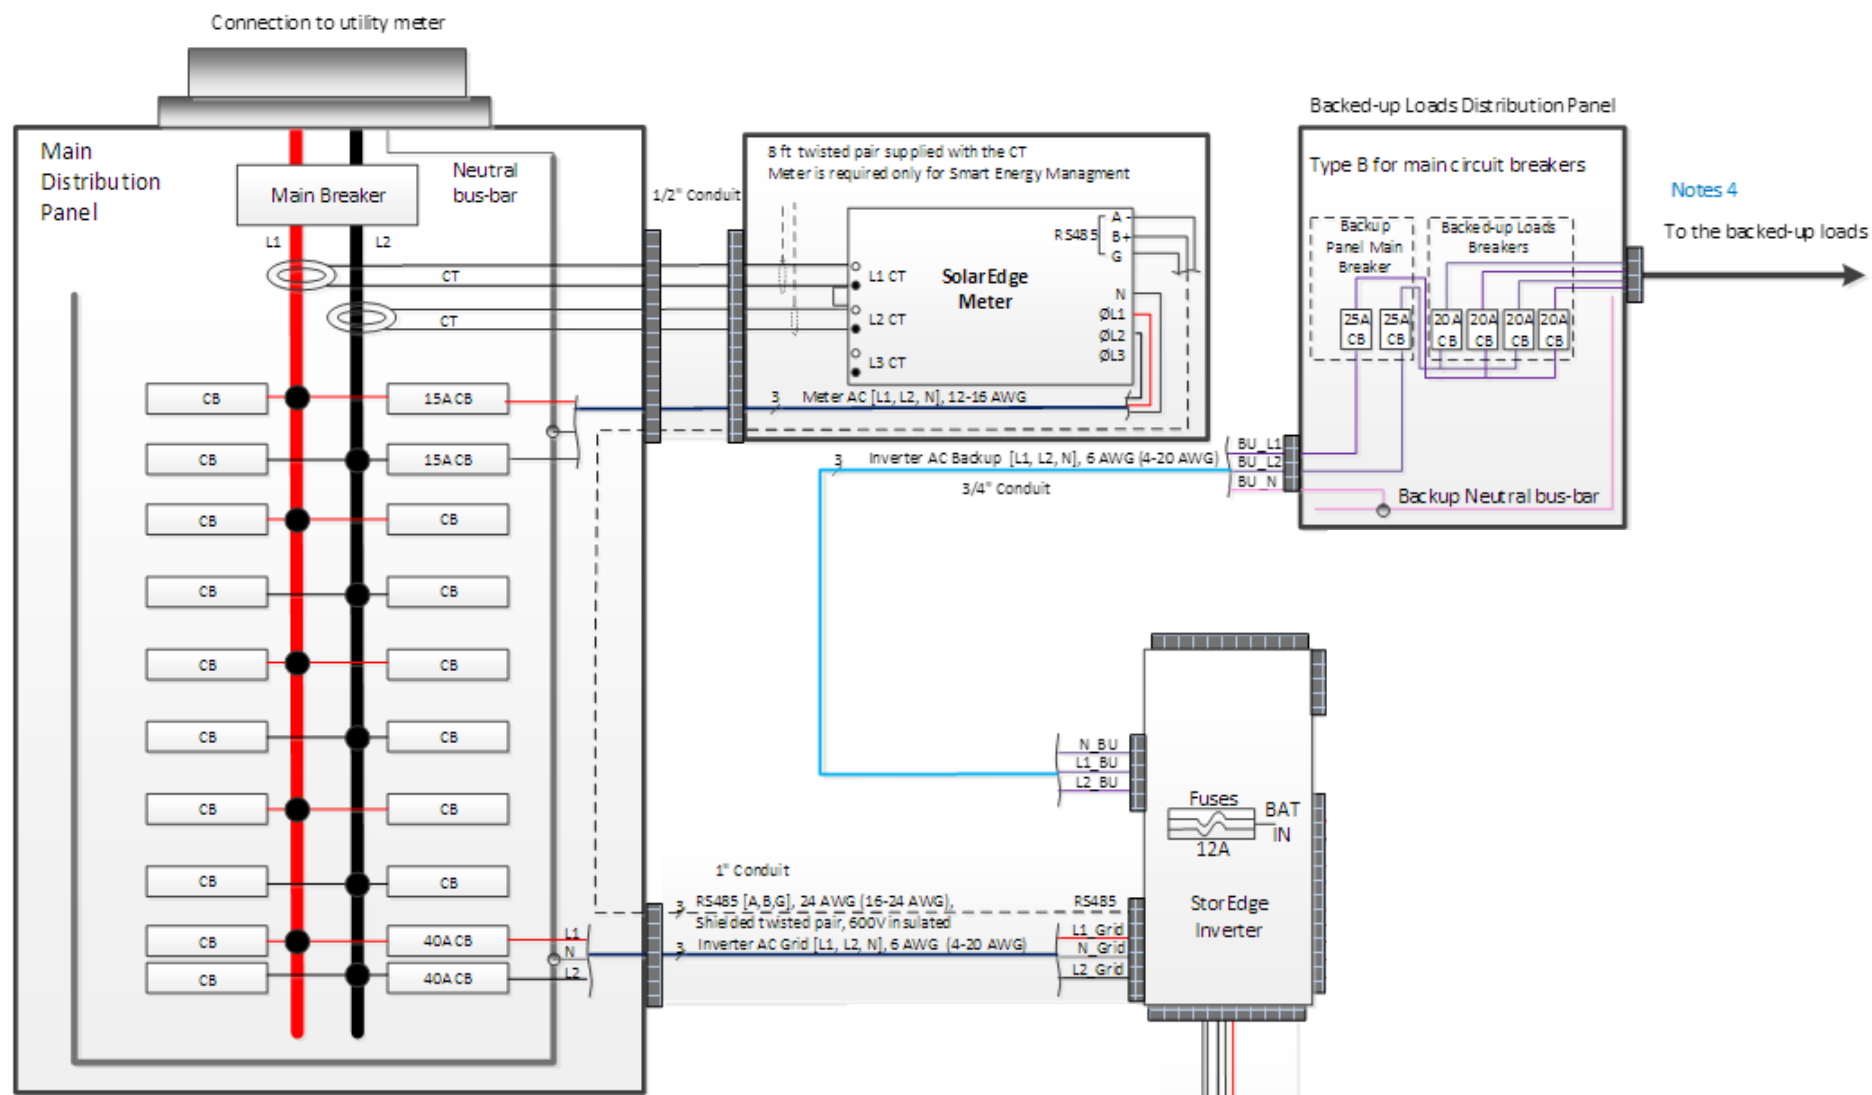 Connection to utility meter
Main
Distribution
Panel
Main Breaker
Neutral
bus-bar
L1
L2
CT
CT
CB
15A CB
CB
15A CB
CB
CB
CB
CB
CB
CB
CB
CB
CB
CB
CB
CB
CB
40A CB
CB
40A CB
L1
N
L2
1/2" Conduit
8 ft twisted pair supplied with the CT
Meter is required only for Smart Energy Managment
SolarEdge
Meter
L1 CT
L2 CT
L3 CT
RS485
A -
B+
G
N
ØL1
ØL2
ØL3
3
Meter AC [L1, L2, N], 12-16 AWG
3
Inverter AC Backup [L1, L2, N], 6 AWG (4-20 AWG)
3/4" Conduit
BU_L1
BU_L2
BU_N
Backed-up Loads Distribution Panel
Type B for main circuit breakers
Backup
Panel Main
Breaker
Backed-up Loads
Breakers
25A
CB
25A
CB
20A
CB
20A
CB
20A
CB
20A
CB
Backup Neutral bus-bar
Notes 4
To the backed-up loads
N_BU
L1_BU
L2_BU
Fuses
12A
BAT
IN
StorEdge
Inverter
1" Conduit
3
RS485 [A,B,G], 24 AWG (16-24 AWG),
Shielded twisted pair, 600V insulated
RS485
3
Inverter AC Grid [L1, L2, N], 6 AWG (4-20 AWG)
L1_Grid
N_Grid
L2_Grid